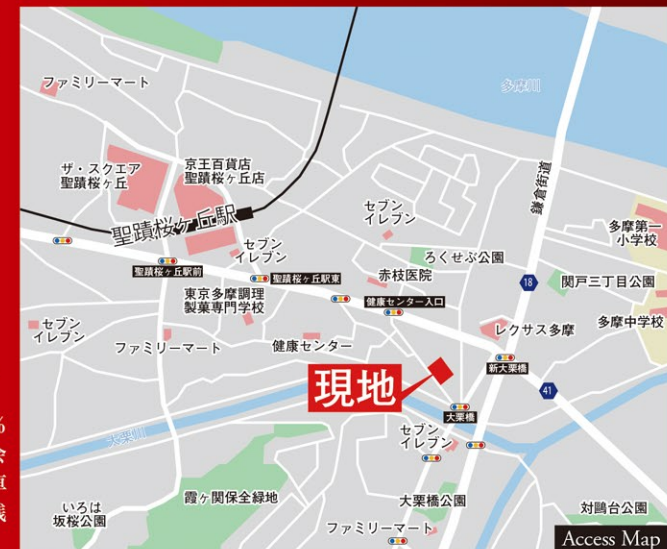 多摩川
ファミリーマート
ザ・スクエア
聖蹟桜ヶ丘
京王百貨店
聖蹟桜ヶ丘店
鎌倉街道
聖蹟桜ヶ丘駅
セブン
イレブン
多摩第一
小学校
セブン
イレブン
ろくせぶ公園
聖蹟桜ヶ丘駅前
聖蹟桜ヶ丘駅東
赤枝医院
18
関戸三丁目公園
東京多摩調理
製菓専門学校
健康センター入口
セブン
イレブン
ファミリーマート
健康センター
レクサス多摩
多摩中学校
新大栗橋
現地
41
大栗橋
大栗川
セブン
イレブン
いろは
坂桜公園
霞ヶ関保全緑地
大栗橋公園
対鷗台公園
ファミリーマート
Access Map